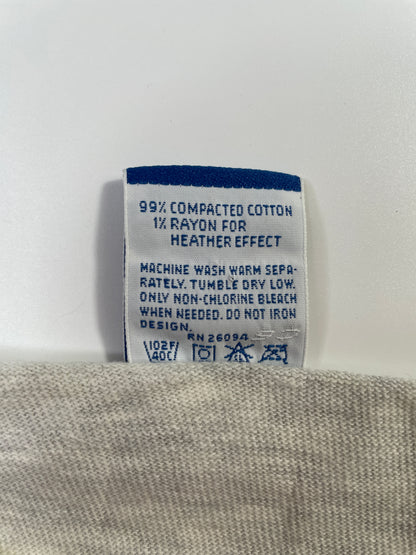 99% COMPACTED COTTON
1% RAYON FOR
HEATHER EFFECT
MACHINE WASH WARM SEPA-
RATELY. TUMBLE DRY LOW.
ONLY NON-CHLORINE BLEACH
WHEN NEEDED. DO NOT IRON
DESIGN.
RN 26094
102F
40C